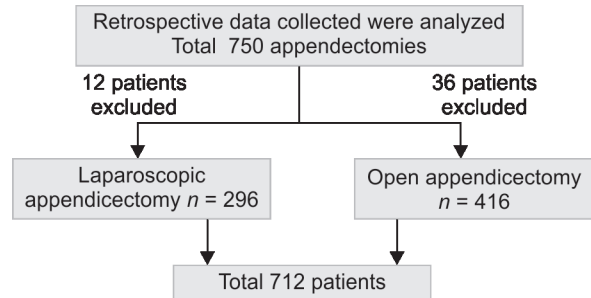 Retrospective data collected were analyzed
Total 750 appendectomies
12 patients
excluded
36 patients
excluded
Laparoscopic
appendicectomy n = 296
Open appendicectomy
n = 416
Total 712 patients